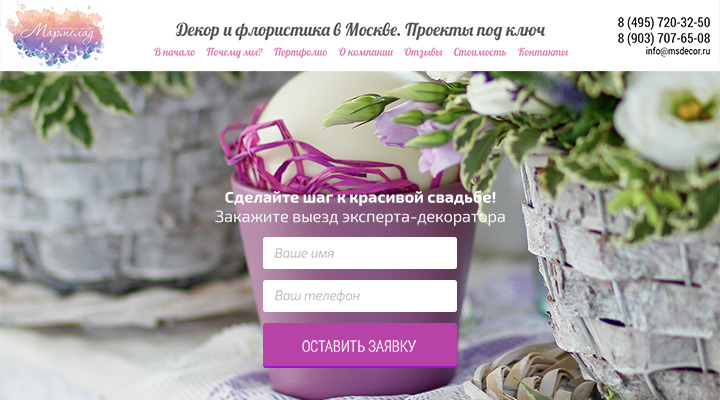 Мармелад
Декор и флористика в Москве. Проекты под ключ
В начало Почему мы? Портфолио О компании Отзывы Стоимость Контакты
8 (495) 720-32-50
8 (903) 707-65-08
info@msdecor.ru
Сделайте шаг к красивой свадьбе!
Закажите выезд эксперта-декоратора
Ваше имя
Ваш телефон
ОСТАВИТЬ ЗАЯВКУ